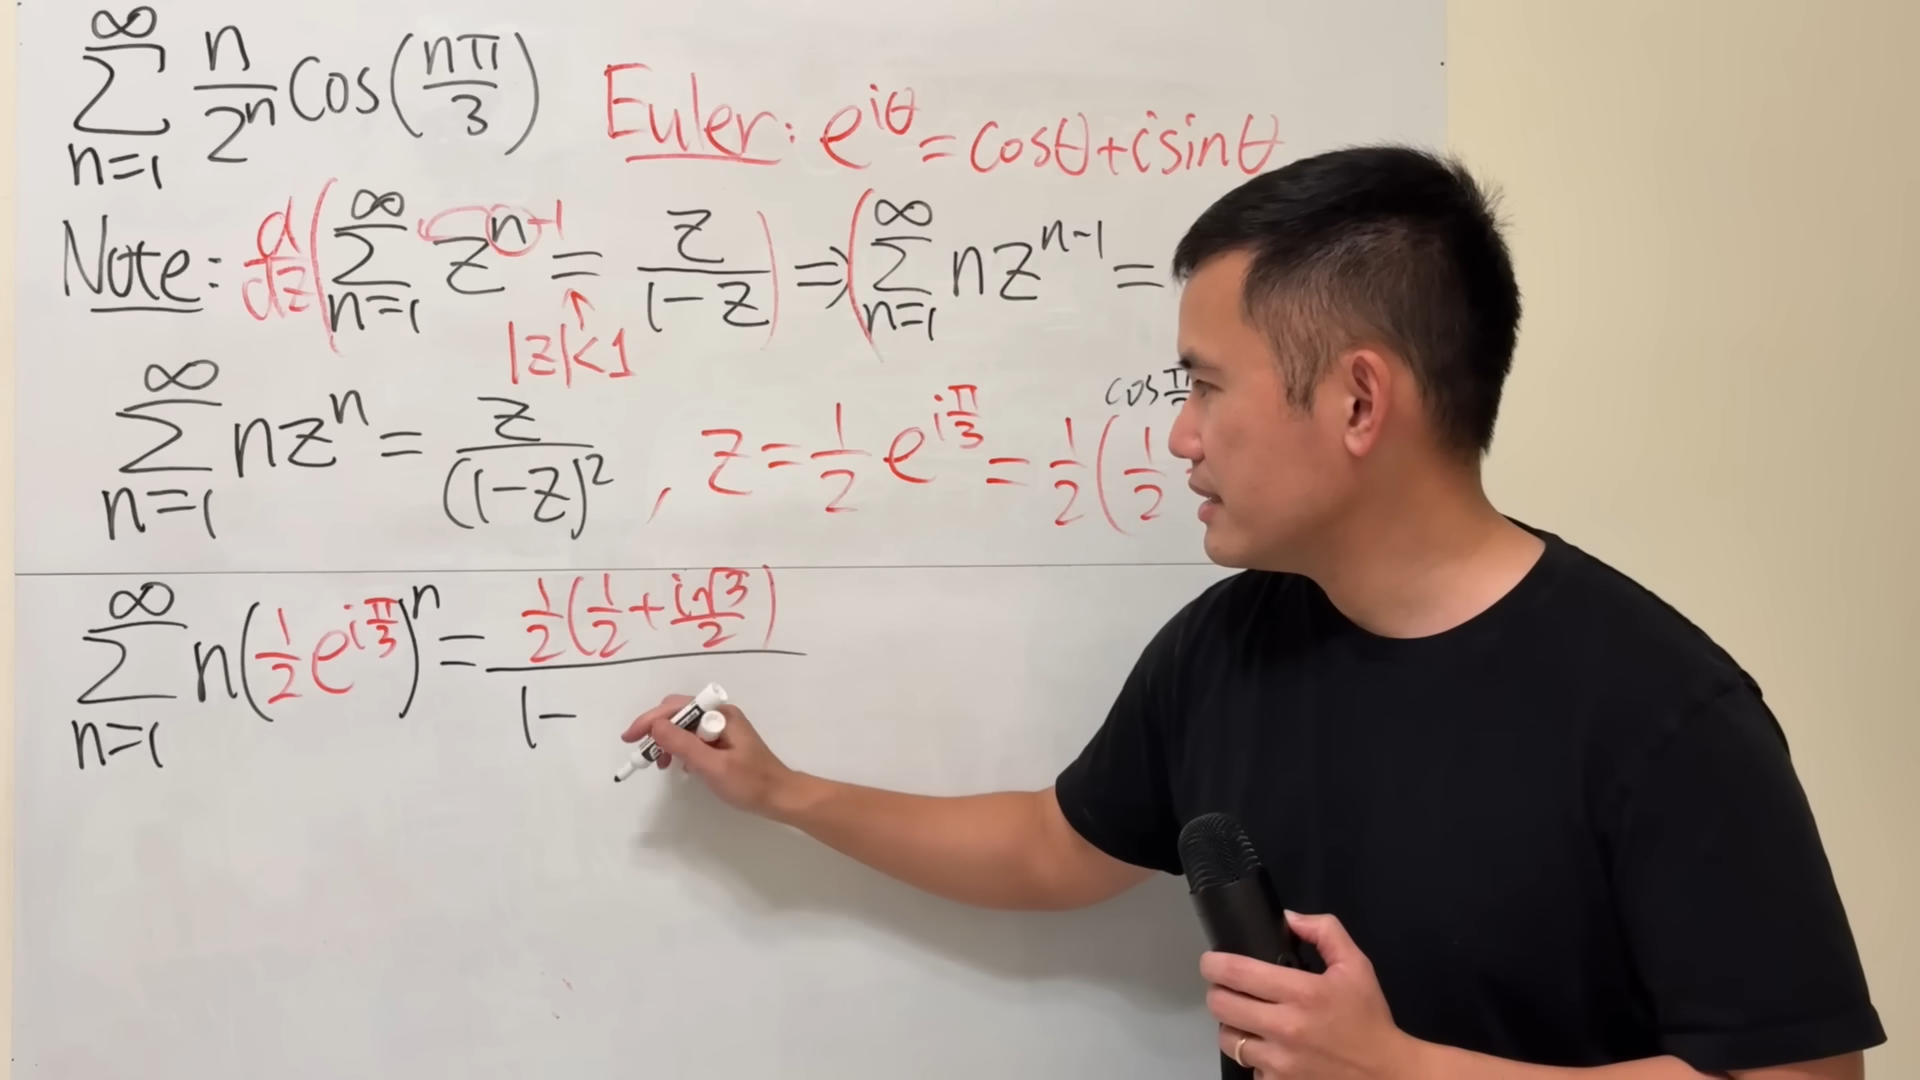 ∞
∑ n/2ⁿ Cos(nπ/3)
n=1
Euler: e^{iθ} = cosθ + i sinθ
Note: d/dz ( ∑_{n=1}^{∞} z^{n-1} = z/(1-z) ) ⇒ ( ∑_{n=1}^{∞} n z^{n-1} =
|z|<1
∑_{n=1}^{∞} n zⁿ = z/(1-z)² , z = 1/2 e^{iπ/3} = 1/2 ( 1/2
cos π
∑_{n=1}^{∞} n ( 1/2 e^{iπ/3} )ⁿ = 1/2 ( 1/2 + i√3/2 )
1-